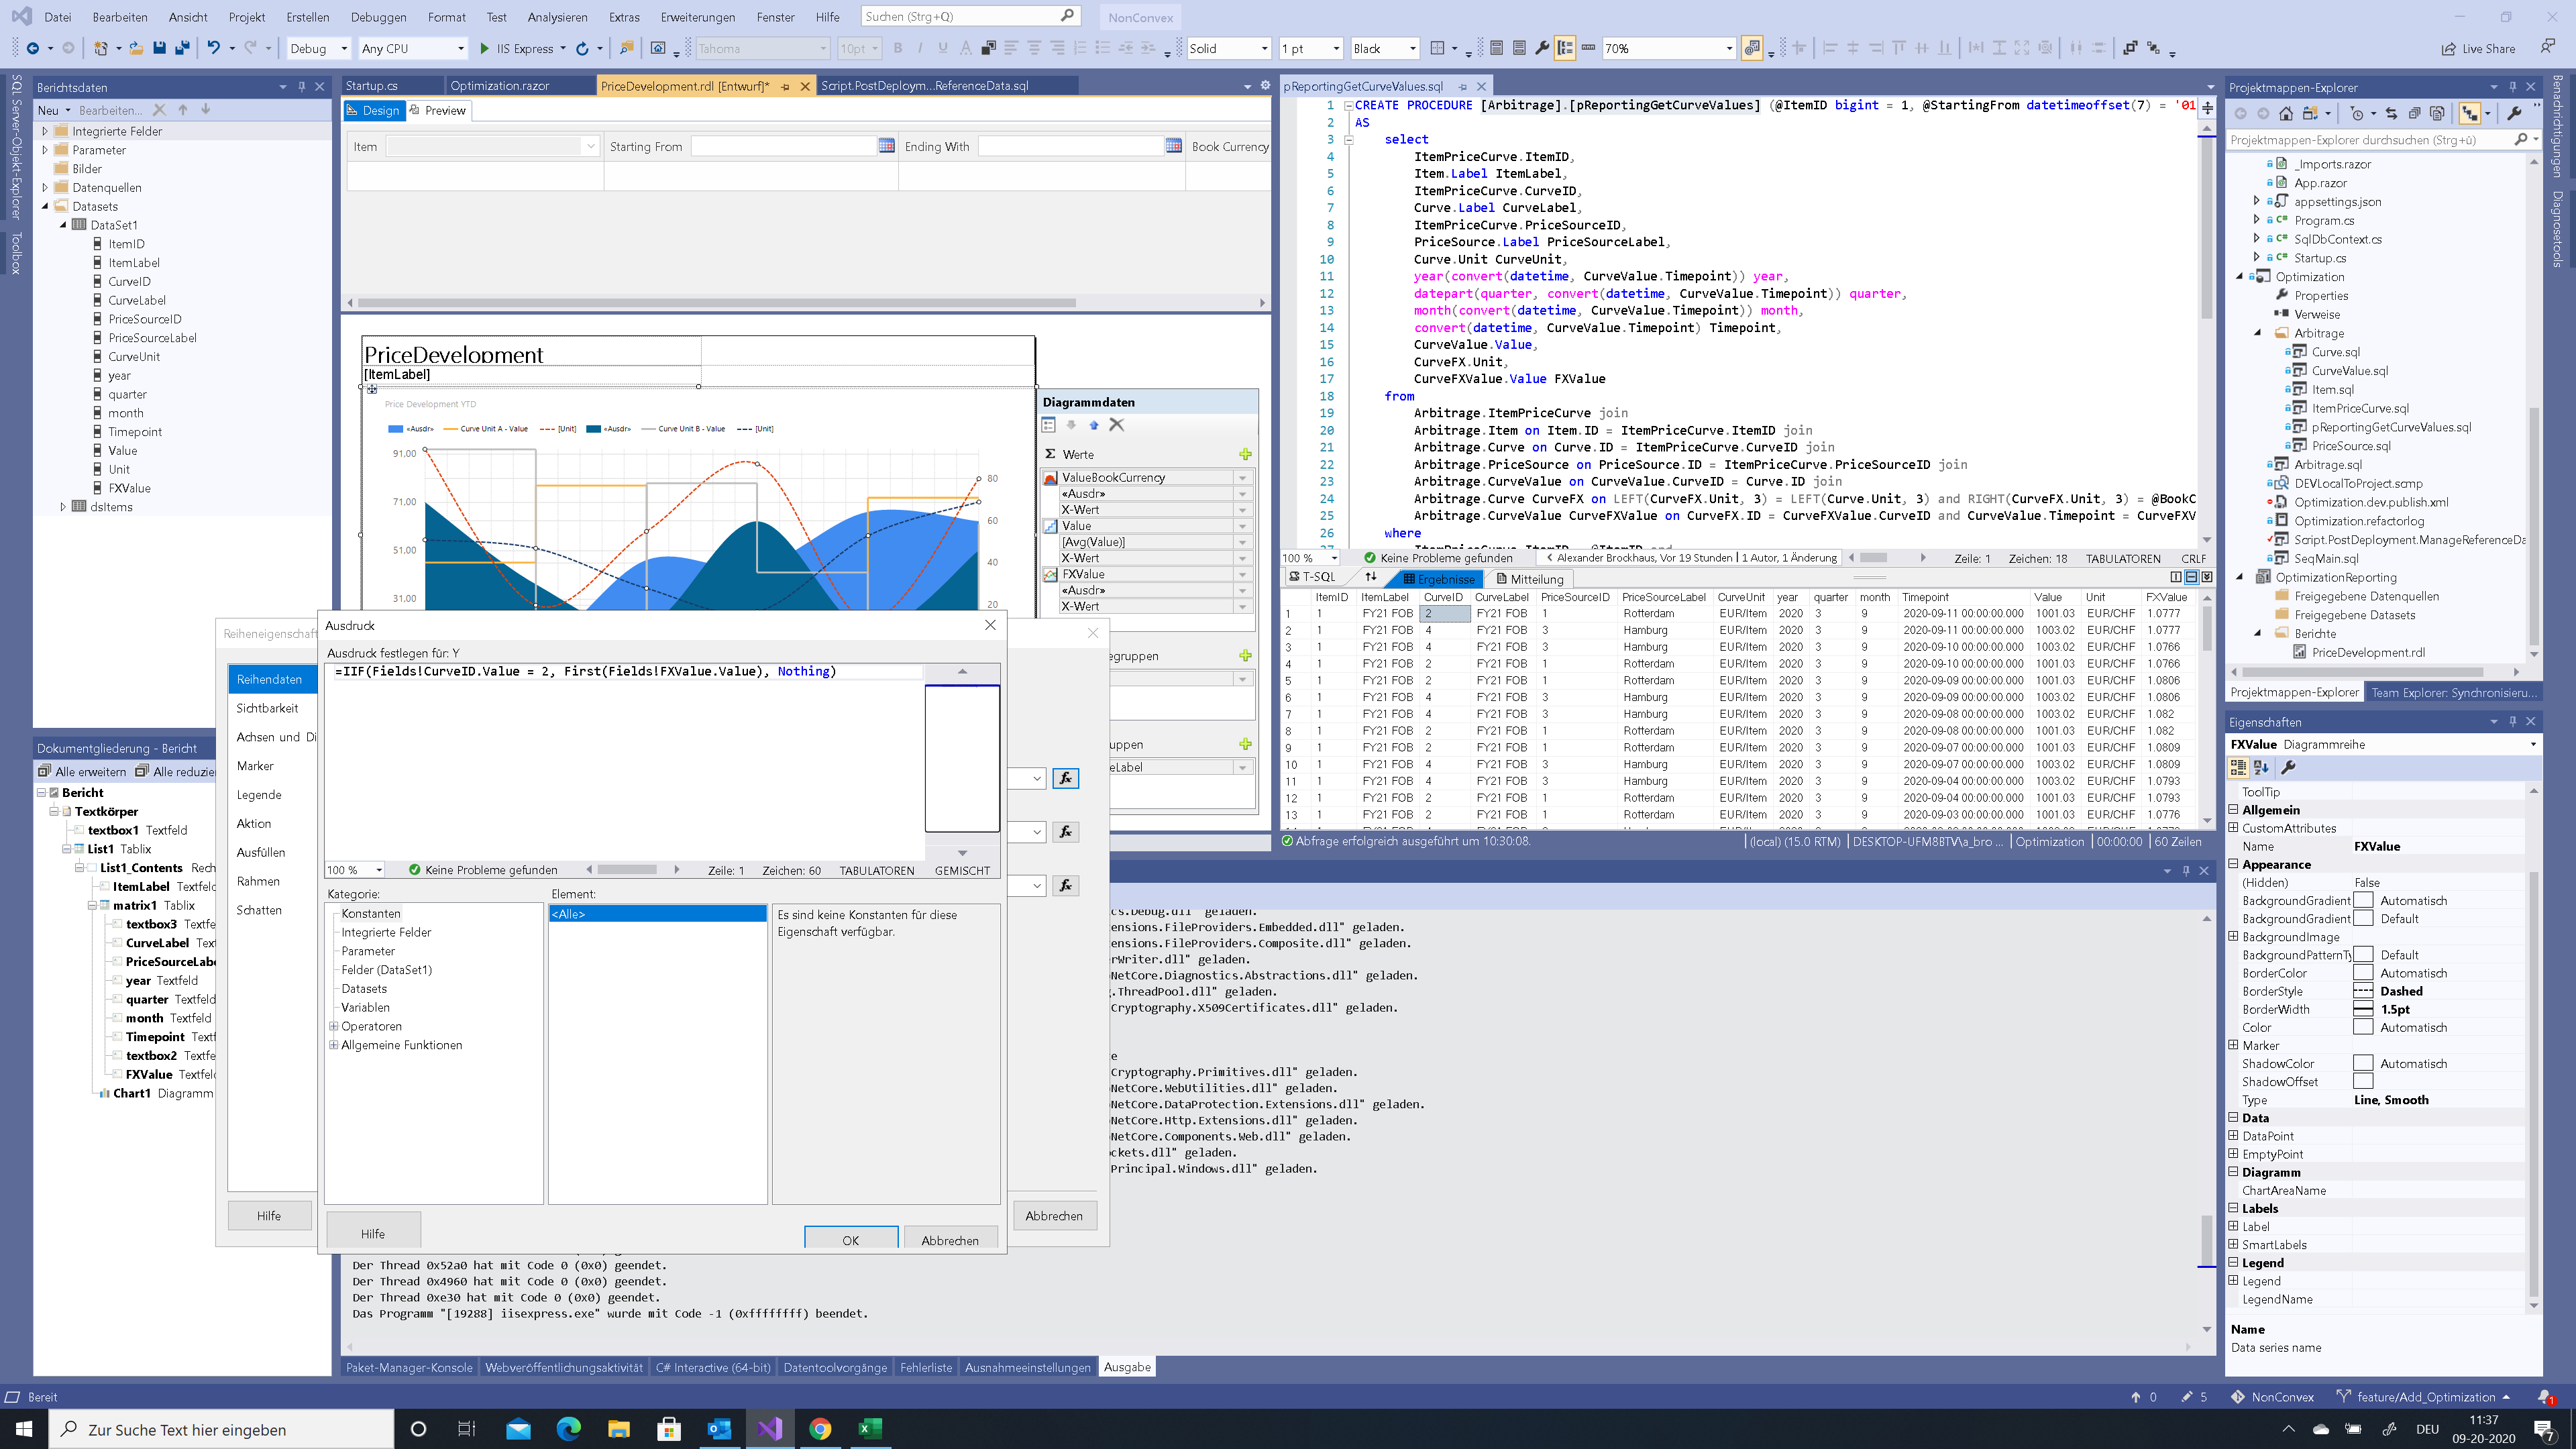 Datei Bearbeiten Ansicht Projekt Erstellen Debuggen Format Test Analysieren Extras Erweiterungen Fenster Hilfe Suchen (Strg+Q) NonConvex
Debug Any CPU IIS Express Tahoma 10pt Solid 1 pt Black 70% Live Share
SQL Server-Objekt-Explorer
Toolbox
Berichtsdaten
Neu Bearbeiten...
Integrierte Felder
Parameter
Bilder
Datenquellen
Datasets
DataSet1
ItemID
ItemLabel
CurveID
CurveLabel
PriceSourceID
PriceSourceLabel
CurveUnit
year
quarter
month
Timepoint
Value
Unit
FXValue
dsItems
Dokumentgliederung - Bericht
Alle erweitern Alle reduzie
Bericht
Textkörper
textbox1 Textfeld
List1 Tablix
List1_Contents Rech
ItemLabel Textfeld
matrix1 Tablix
textbox3 Textfe
CurveLabel Text
PriceSourceLabe
year Textfeld
quarter Textfeld
month Textfeld
Timepoint Textf
textbox2 Textfe
FXValue Textfeld
Chart1 Diagramm
Startup.cs Optimization.razor PriceDevelopment.rdl [Entwurf]* Script.PostDeploym...ReferenceData.sql
Design Preview
Item Starting From Ending With Book Currency
PriceDevelopment
[ItemLabel]
Price Development YTD
«Ausdr» Curve Unit A - Value [Unit] «Ausdr» Curve Unit B - Value [Unit]
91,00
71,00
51,00
31,00
80
60
40
20
Diagrammdaten
Σ Werte
ValueBookCurrency
«Ausdr»
X-Wert
Value
[Avg(Value)]
X-Wert
FXValue
«Ausdr»
X-Wert
egruppen
uppen
eLabel
Reiheneigenschaft
Reihendaten
Sichtbarkeit
Achsen und Di
Marker
Legende
Aktion
Ausfüllen
Rahmen
Schatten
Hilfe
Abbrechen
Ausdruck
Ausdruck festlegen für: Y
=IIF(Fields!CurveID.Value = 2, First(Fields!FXValue.Value), Nothing)
100 % Keine Probleme gefunden Zeile: 1 Zeichen: 60 TABULATOREN GEMISCHT
Kategorie: Element:
Konstanten
Integrierte Felder
Parameter
Felder (DataSet1)
Datasets
Variablen
Operatoren
Allgemeine Funktionen
<Alle>
Es sind keine Konstanten für diese
Eigenschaft verfügbar.
Hilfe OK Abbrechen
pReportingGetCurveValues.sql
1 CREATE PROCEDURE [Arbitrage].[pReportingGetCurveValues] (@ItemID bigint = 1, @StartingFrom datetimeoffset(7) = '01
2 AS
3 select
4 ItemPriceCurve.ItemID,
5 Item.Label ItemLabel,
6 ItemPriceCurve.CurveID,
7 Curve.Label CurveLabel,
8 ItemPriceCurve.PriceSourceID,
9 PriceSource.Label PriceSourceLabel,
10 Curve.Unit CurveUnit,
11 year(convert(datetime, CurveValue.Timepoint)) year,
12 datepart(quarter, convert(datetime, CurveValue.Timepoint)) quarter,
13 month(convert(datetime, CurveValue.Timepoint)) month,
14 convert(datetime, CurveValue.Timepoint) Timepoint,
15 CurveValue.Value,
16 CurveFX.Unit,
17 CurveFXValue.Value FXValue
18 from
19 Arbitrage.ItemPriceCurve join
20 Arbitrage.Item on Item.ID = ItemPriceCurve.ItemID join
21 Arbitrage.Curve on Curve.ID = ItemPriceCurve.CurveID join
22 Arbitrage.PriceSource on PriceSource.ID = ItemPriceCurve.PriceSourceID join
23 Arbitrage.CurveValue on CurveValue.CurveID = Curve.ID join
24 Arbitrage.Curve CurveFX on LEFT(CurveFX.Unit, 3) = LEFT(Curve.Unit, 3) and RIGHT(CurveFX.Unit, 3) = @BookC
25 Arbitrage.CurveValue CurveFXValue on CurveFX.ID = CurveFXValue.CurveID and CurveValue.Timepoint = CurveFXV
26 where
100 % Keine Probleme gefunden < Alexander Brockhaus, Vor 19 Stunden | 1 Autor, 1 Änderung Zeile: 1 Zeichen: 18 TABULATOREN CRLF
T-SQL Ergebnisse Mitteilung
ItemID ItemLabel CurveID CurveLabel PriceSourceID PriceSourceLabel CurveUnit year quarter month Timepoint Value Unit FXValue
1 1 FY21 FOB 2 FY21 FOB 1 Rotterdam EUR/Item 2020 3 9 2020-09-11 00:00:00.000 1001.03 EUR/CHF 1.0777
2 1 FY21 FOB 4 FY21 FOB 3 Hamburg EUR/Item 2020 3 9 2020-09-11 00:00:00.000 1003.02 EUR/CHF 1.0777
3 1 FY21 FOB 4 FY21 FOB 3 Hamburg EUR/Item 2020 3 9 2020-09-10 00:00:00.000 1003.02 EUR/CHF 1.0766
4 1 FY21 FOB 2 FY21 FOB 1 Rotterdam EUR/Item 2020 3 9 2020-09-10 00:00:00.000 1001.03 EUR/CHF 1.0766
5 1 FY21 FOB 2 FY21 FOB 1 Rotterdam EUR/Item 2020 3 9 2020-09-09 00:00:00.000 1001.03 EUR/CHF 1.0806
6 1 FY21 FOB 4 FY21 FOB 3 Hamburg EUR/Item 2020 3 9 2020-09-09 00:00:00.000 1003.02 EUR/CHF 1.0806
7 1 FY21 FOB 4 FY21 FOB 3 Hamburg EUR/Item 2020 3 9 2020-09-08 00:00:00.000 1003.02 EUR/CHF 1.082
8 1 FY21 FOB 2 FY21 FOB 1 Rotterdam EUR/Item 2020 3 9 2020-09-08 00:00:00.000 1001.03 EUR/CHF 1.082
9 1 FY21 FOB 2 FY21 FOB 1 Rotterdam EUR/Item 2020 3 9 2020-09-07 00:00:00.000 1001.03 EUR/CHF 1.0809
10 1 FY21 FOB 4 FY21 FOB 3 Hamburg EUR/Item 2020 3 9 2020-09-07 00:00:00.000 1003.02 EUR/CHF 1.0809
11 1 FY21 FOB 4 FY21 FOB 3 Hamburg EUR/Item 2020 3 9 2020-09-04 00:00:00.000 1003.02 EUR/CHF 1.0793
12 1 FY21 FOB 2 FY21 FOB 1 Rotterdam EUR/Item 2020 3 9 2020-09-04 00:00:00.000 1001.03 EUR/CHF 1.0793
13 1 FY21 FOB 2 FY21 FOB 1 Rotterdam EUR/Item 2020 3 9 2020-09-03 00:00:00.000 1001.03 EUR/CHF 1.0776
Abfrage erfolgreich ausgeführt um 10:30:08. (local) (15.0 RTM) DESKTOP-UFM8BTV\a_bro ... Optimization 00:00:00 60 Zeilen
cs.Debug.dll" geladen.
ensions.FileProviders.Embedded.dll" geladen.
ensions.FileProviders.Composite.dll" geladen.
erWriter.dll" geladen.
NetCore.Diagnostics.Abstractions.dll" geladen.
.ThreadPool.dll" geladen.
Cryptography.X509Certificates.dll" geladen.
e
Cryptography.Primitives.dll" geladen.
NetCore.WebUtilities.dll" geladen.
NetCore.DataProtection.Extensions.dll" geladen.
NetCore.Http.Extensions.dll" geladen.
NetCore.Components.Web.dll" geladen.
ockets.dll" geladen.
Principal.Windows.dll" geladen.
Der Thread 0x52a0 hat mit Code 0 (0x0) geendet.
Der Thread 0x4960 hat mit Code 0 (0x0) geendet.
Der Thread 0xe30 hat mit Code 0 (0x0) geendet.
Das Programm "[19288] iisexpress.exe" wurde mit Code -1 (0xffffffff) beendet.
Paket-Manager-Konsole Webveröffentlichungsaktivität C# Interactive (64-bit) Datentoolvorgänge Fehlerliste Ausnahmeeinstellungen Ausgabe
Projektmappen-Explorer
Projektmappen-Explorer durchsuchen (Strg+ü)
_Imports.razor
App.razor
appsettings.json
Program.cs
SqlDbContext.cs
Startup.cs
Optimization
Properties
Verweise
Arbitrage
Curve.sql
CurveValue.sql
Item.sql
ItemPriceCurve.sql
pReportingGetCurveValues.sql
PriceSource.sql
Arbitrage.sql
DEVLocalToProject.scmp
Optimization.dev.publish.xml
Optimization.refactorlog
Script.PostDeployment.ManageReferenceDa
SeqMain.sql
OptimizationReporting
Freigegebene Datenquellen
Freigegebene Datasets
Berichte
PriceDevelopment.rdl
Projektmappen-Explorer Team Explorer: Synchronisieru...
Eigenschaften
FXValue Diagrammreihe
ToolTip
Allgemein
CustomAttributes
Name FXValue
Appearance
(Hidden) False
BackgroundGradient Automatisch
BackgroundGradient Default
BackgroundImage
BackgroundPatternTy Default
BorderColor Automatisch
BorderStyle Dashed
BorderWidth 1.5pt
Color Automatisch
Marker
ShadowColor Automatisch
ShadowOffset
Type Line, Smooth
Data
DataPoint
EmptyPoint
Diagramm
ChartAreaName
Labels
Label
SmartLabels
Legend
Legend
LegendName
Name
Data series name
Benachrichtigungen
Diagnosetools
Bereit 0 5 NonConvex feature/Add_Optimization 1
Zur Suche Text hier eingeben DEU 11:37 09-20-2020 7